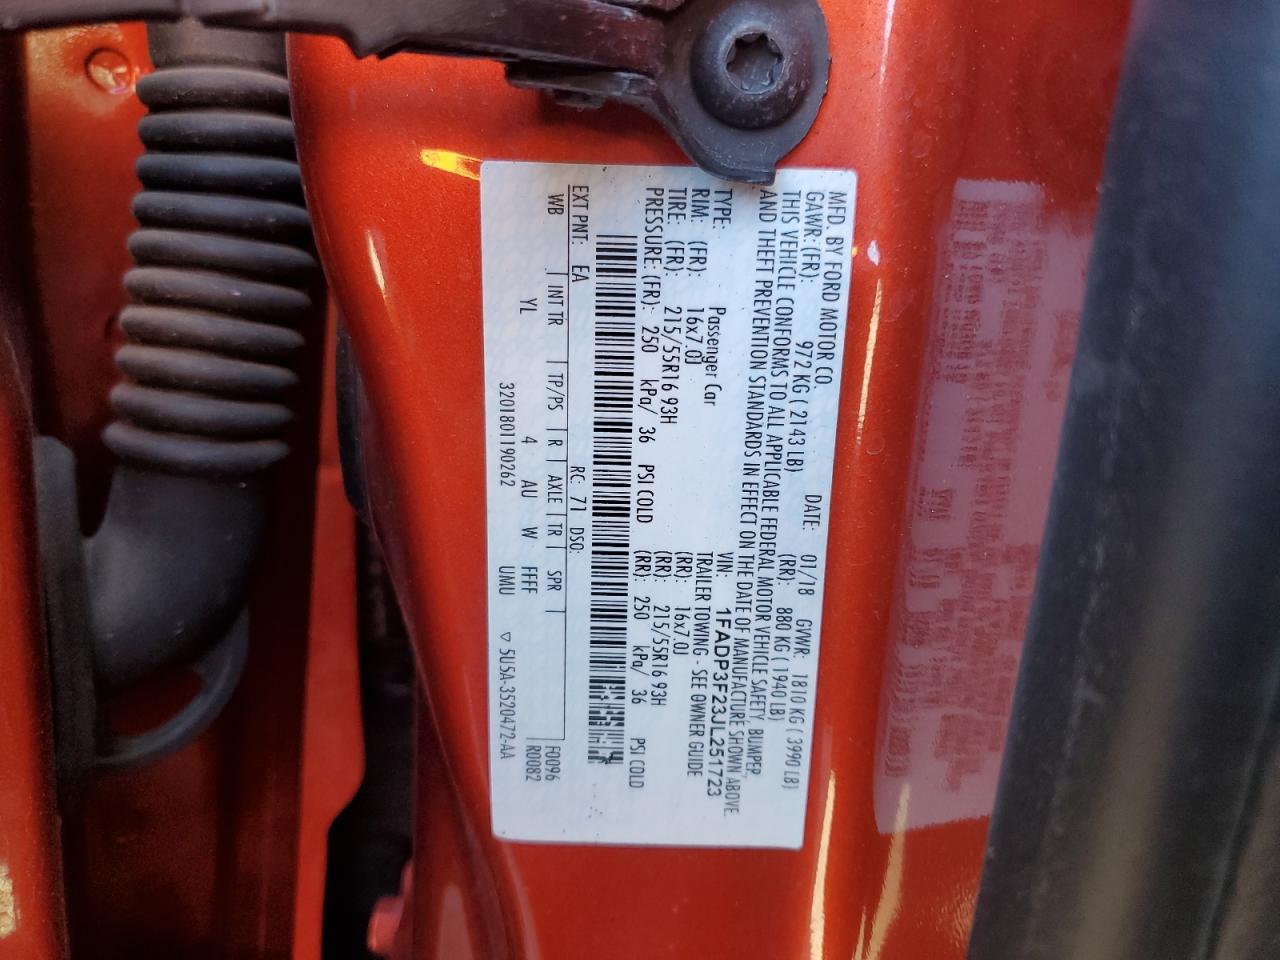 MFD. BY FORD MOTOR CO.
DATE: 01/18 GVWR: 1810 KG ( 3990 LB)
GAWR: (FR): 972 KG ( 2143 LB) (RR): 880 KG ( 1940 LB)
THIS VEHICLE CONFORMS TO ALL APPLICABLE FEDERAL MOTOR VEHICLE SAFETY, BUMPER,
AND THEFT PREVENTION STANDARDS IN EFFECT ON THE DATE OF MANUFACTURE SHOWN ABOVE.
VIN: 1FADP3F23JL251723
TYPE: Passenger Car TRAILER TOWING - SEE OWNER GUIDE
RIM: (FR): 16x7.0J (RR): 16x7.0J
TIRE: (FR): 215/55R16 93H (RR): 215/55R16 93H
PRESSURE: (FR): 250 kPa/ 36 PSI COLD (RR): 250 kPa/ 36 PSI COLD
EXT PNT: EA RC: 71 DSO:
WB INT TR TP/PS R AXLE TR SPR F0096
YL 4 AU W FFFF R0082
3201801190262 UMU ▽ 5U5A-3520472-AA